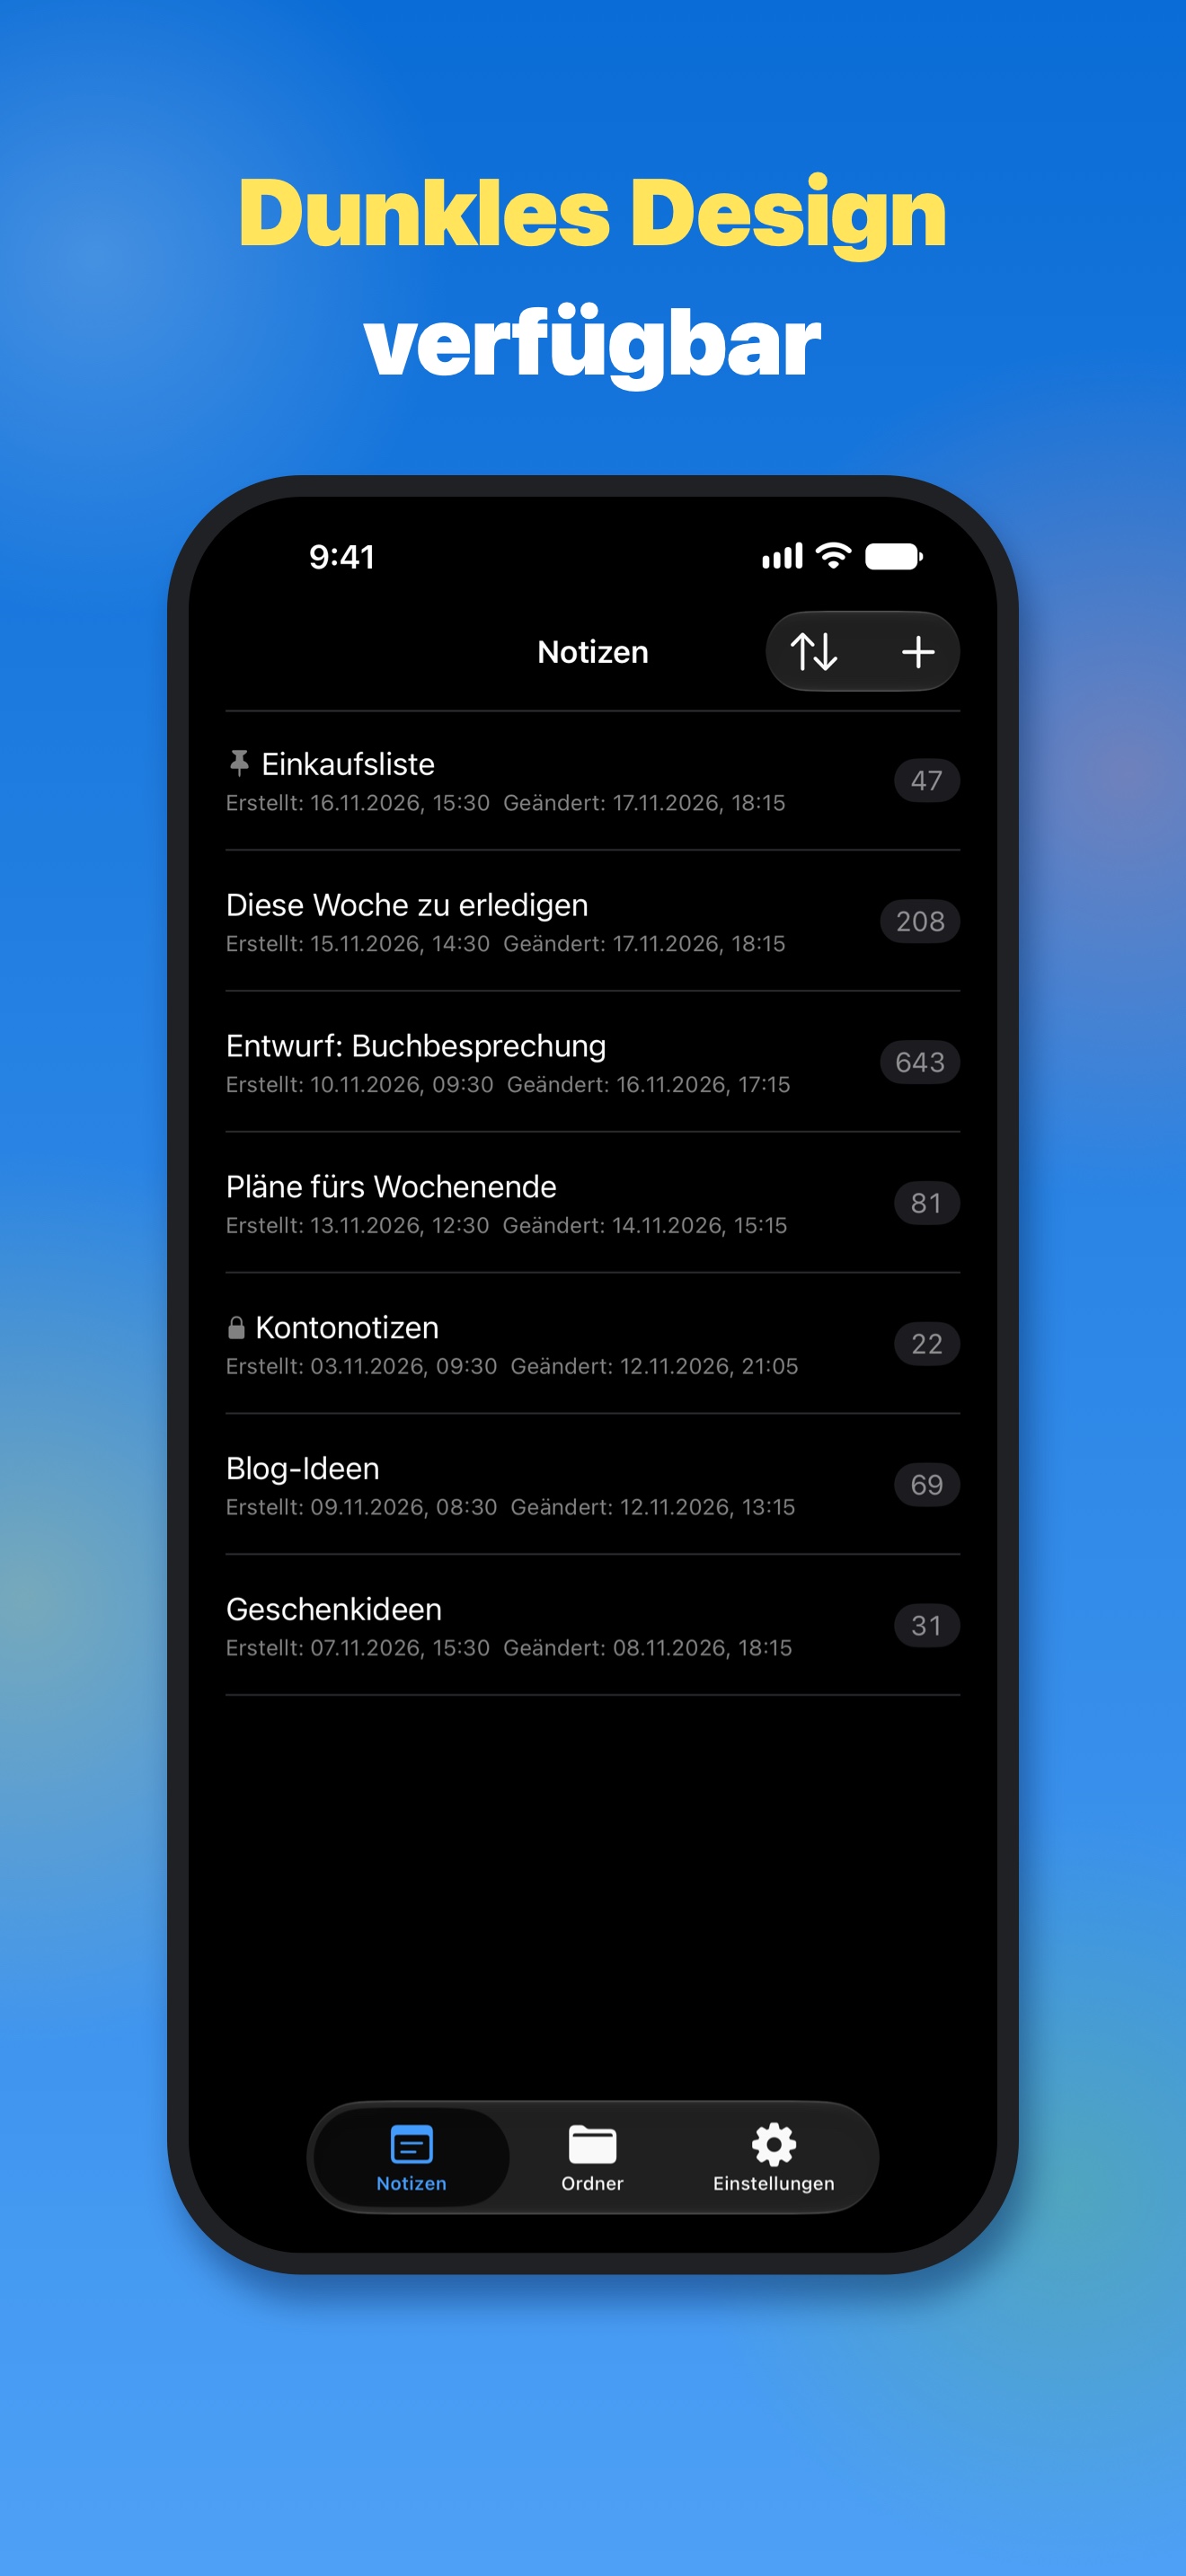 Dunkles Design
verfügbar
9:41
Notizen
Einkaufsliste
Erstellt: 16.11.2026, 15:30 Geändert: 17.11.2026, 18:15
47
Diese Woche zu erledigen
Erstellt: 15.11.2026, 14:30 Geändert: 17.11.2026, 18:15
208
Entwurf: Buchbesprechung
Erstellt: 10.11.2026, 09:30 Geändert: 16.11.2026, 17:15
643
Pläne fürs Wochenende
Erstellt: 13.11.2026, 12:30 Geändert: 14.11.2026, 15:15
81
Kontonotizen
Erstellt: 03.11.2026, 09:30 Geändert: 12.11.2026, 21:05
22
Blog-Ideen
Erstellt: 09.11.2026, 08:30 Geändert: 12.11.2026, 13:15
69
Geschenkideen
Erstellt: 07.11.2026, 15:30 Geändert: 08.11.2026, 18:15
31
Notizen
Ordner
Einstellungen